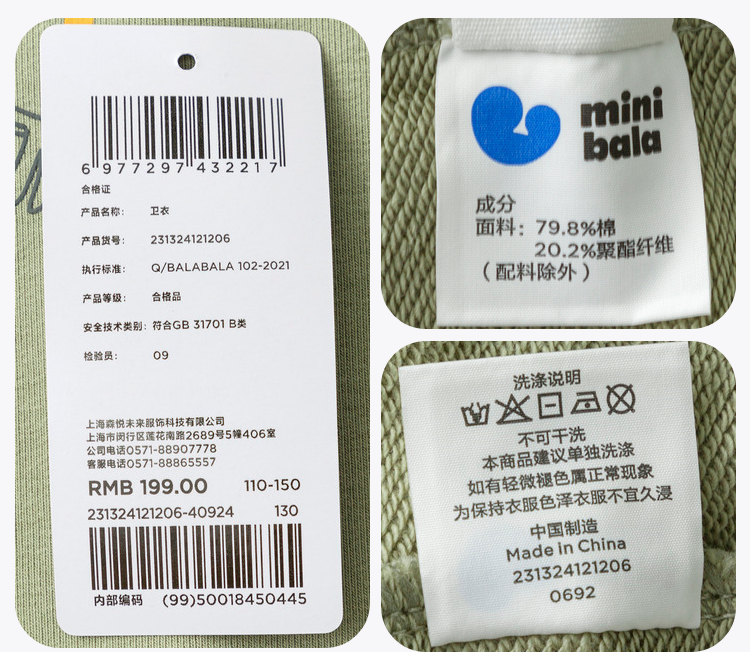 6 977297 432217
合格证
产品名称： 卫衣
产品货号： 231324121206
执行标准： Q/BALABALA 102-2021
产品等级： 合格品
安全技术类别：符合GB 31701 B类
检验员： 09
上海森悦未来服饰科技有限公司
上海市闵行区莲花南路2689号5幢406室
公司电话0571-88907778
客服电话0571-88865557
RMB 199.00 110-150
231324121206-40924 130
内部编码 (99)50018450445
mini
bala
成分
面料：79.8%棉
20.2%聚酯纤维
（配料除外）
洗涤说明
不可干洗
本商品建议单独洗涤
如有轻微褪色属正常现象
为保持衣服色泽衣服不宜久浸
中国制造
Made in China
231324121206
0692